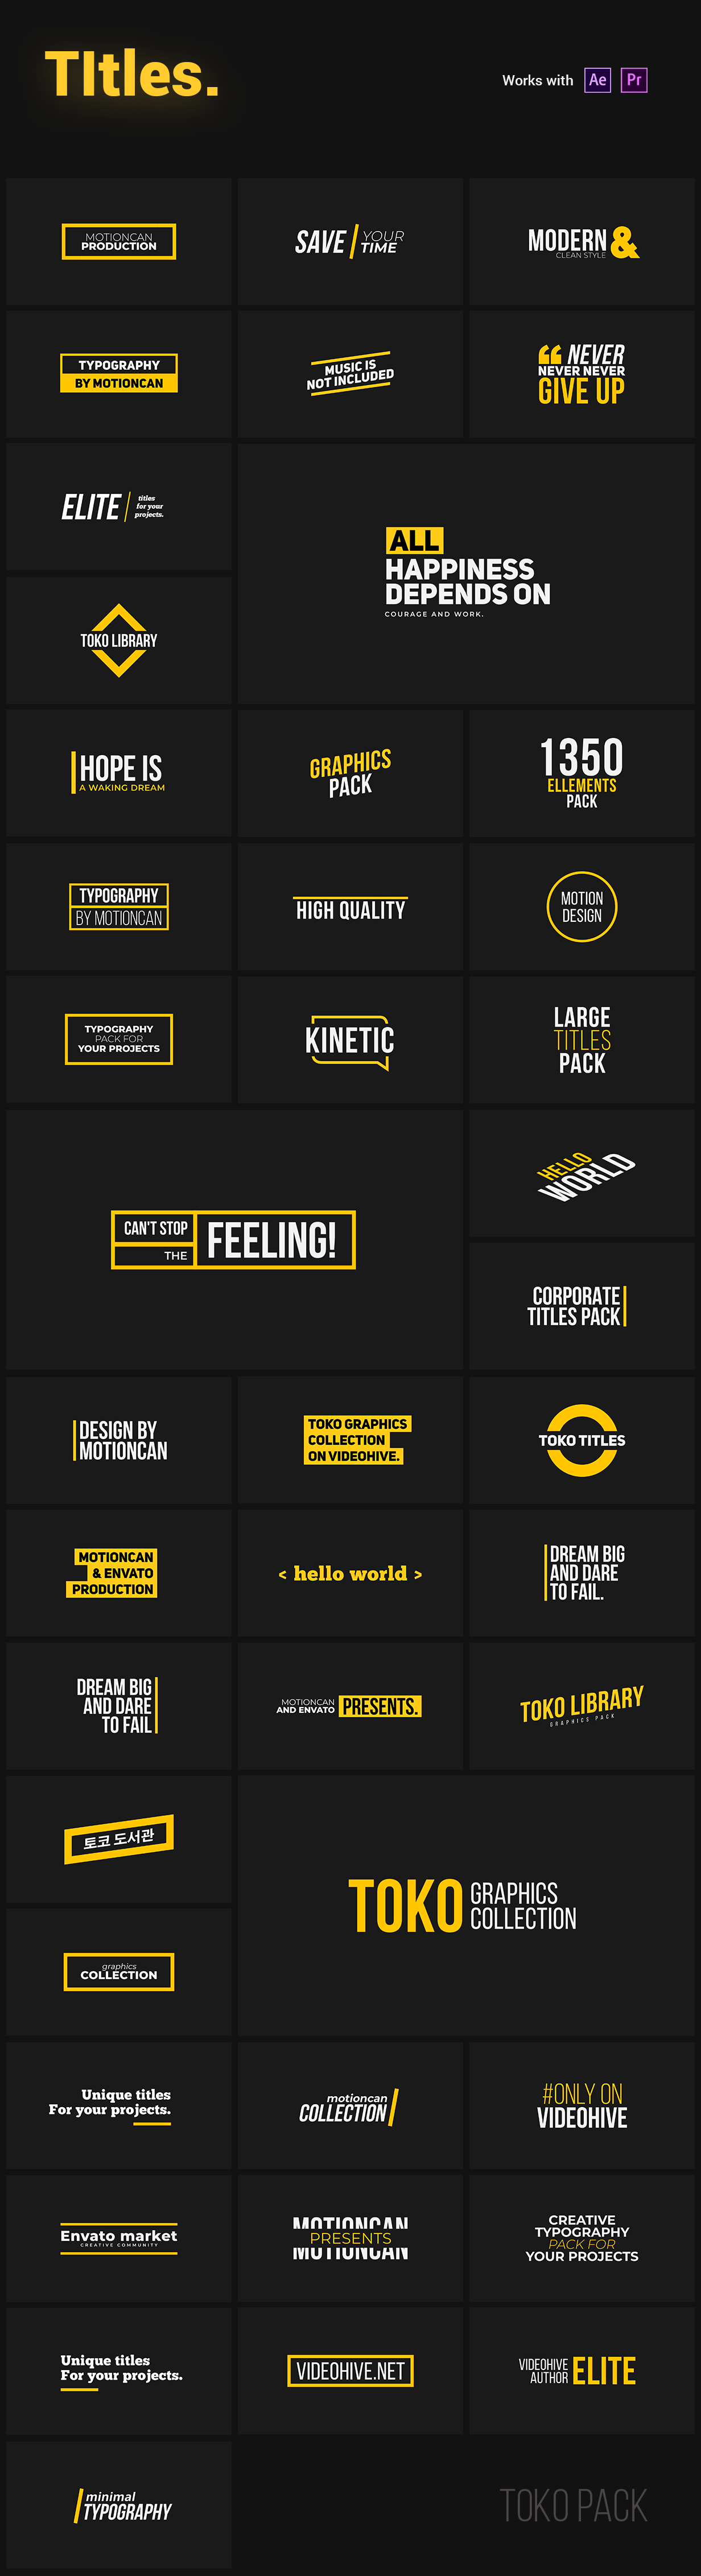 TItles.
Works with Ae Pr
MOTIONCAN
PRODUCTION
SAVE
YOUR
TIME
MODERN &
CLEAN STYLE
TYPOGRAPHY
BY MOTIONCAN
MUSIC IS
NOT INCLUDED
“ NEVER
NEVER NEVER
GIVE UP
ELITE
titles
for your
projects.
ALL
HAPPINESS
DEPENDS ON
COURAGE AND WORK.
TOKO LIBRARY
HOPE IS
A WAKING DREAM
GRAPHICS
PACK
1350
ELLEMENTS
PACK
TYPOGRAPHY
BY MOTIONCAN
HIGH QUALITY
MOTION
DESIGN
TYPOGRAPHY
PACK FOR
YOUR PROJECTS
KINETIC
LARGE
TITLES
PACK
CAN'T STOP
THE
FEELING!
HELLO
WORLD
CORPORATE
TITLES PACK
DESIGN BY
MOTIONCAN
TOKO GRAPHICS
COLLECTION
ON VIDEOHIVE.
TOKO TITLES
MOTIONCAN
& ENVATO
PRODUCTION
< hello world >
DREAM BIG
AND DARE
TO FAIL.
DREAM BIG
AND DARE
TO FAIL
MOTIONCAN
AND ENVATO
PRESENTS.
TOKO LIBRARY
GRAPHICS PACK
토코 도서관
TOKO
GRAPHICS
COLLECTION
graphics
COLLECTION
Unique titles
For your projects.
motioncan
COLLECTION
#ONLY ON
VIDEOHIVE
Envato market
CREATIVE COMMUNITY
MOTIONCAN
PRESENTS
MOTIONCAN
CREATIVE
TYPOGRAPHY
PACK FOR
YOUR PROJECTS
Unique titles
For your projects.
VIDEOHIVE.NET
VIDEOHIVE
AUTHOR
ELITE
minimal
TYPOGRAPHY
TOKO PACK